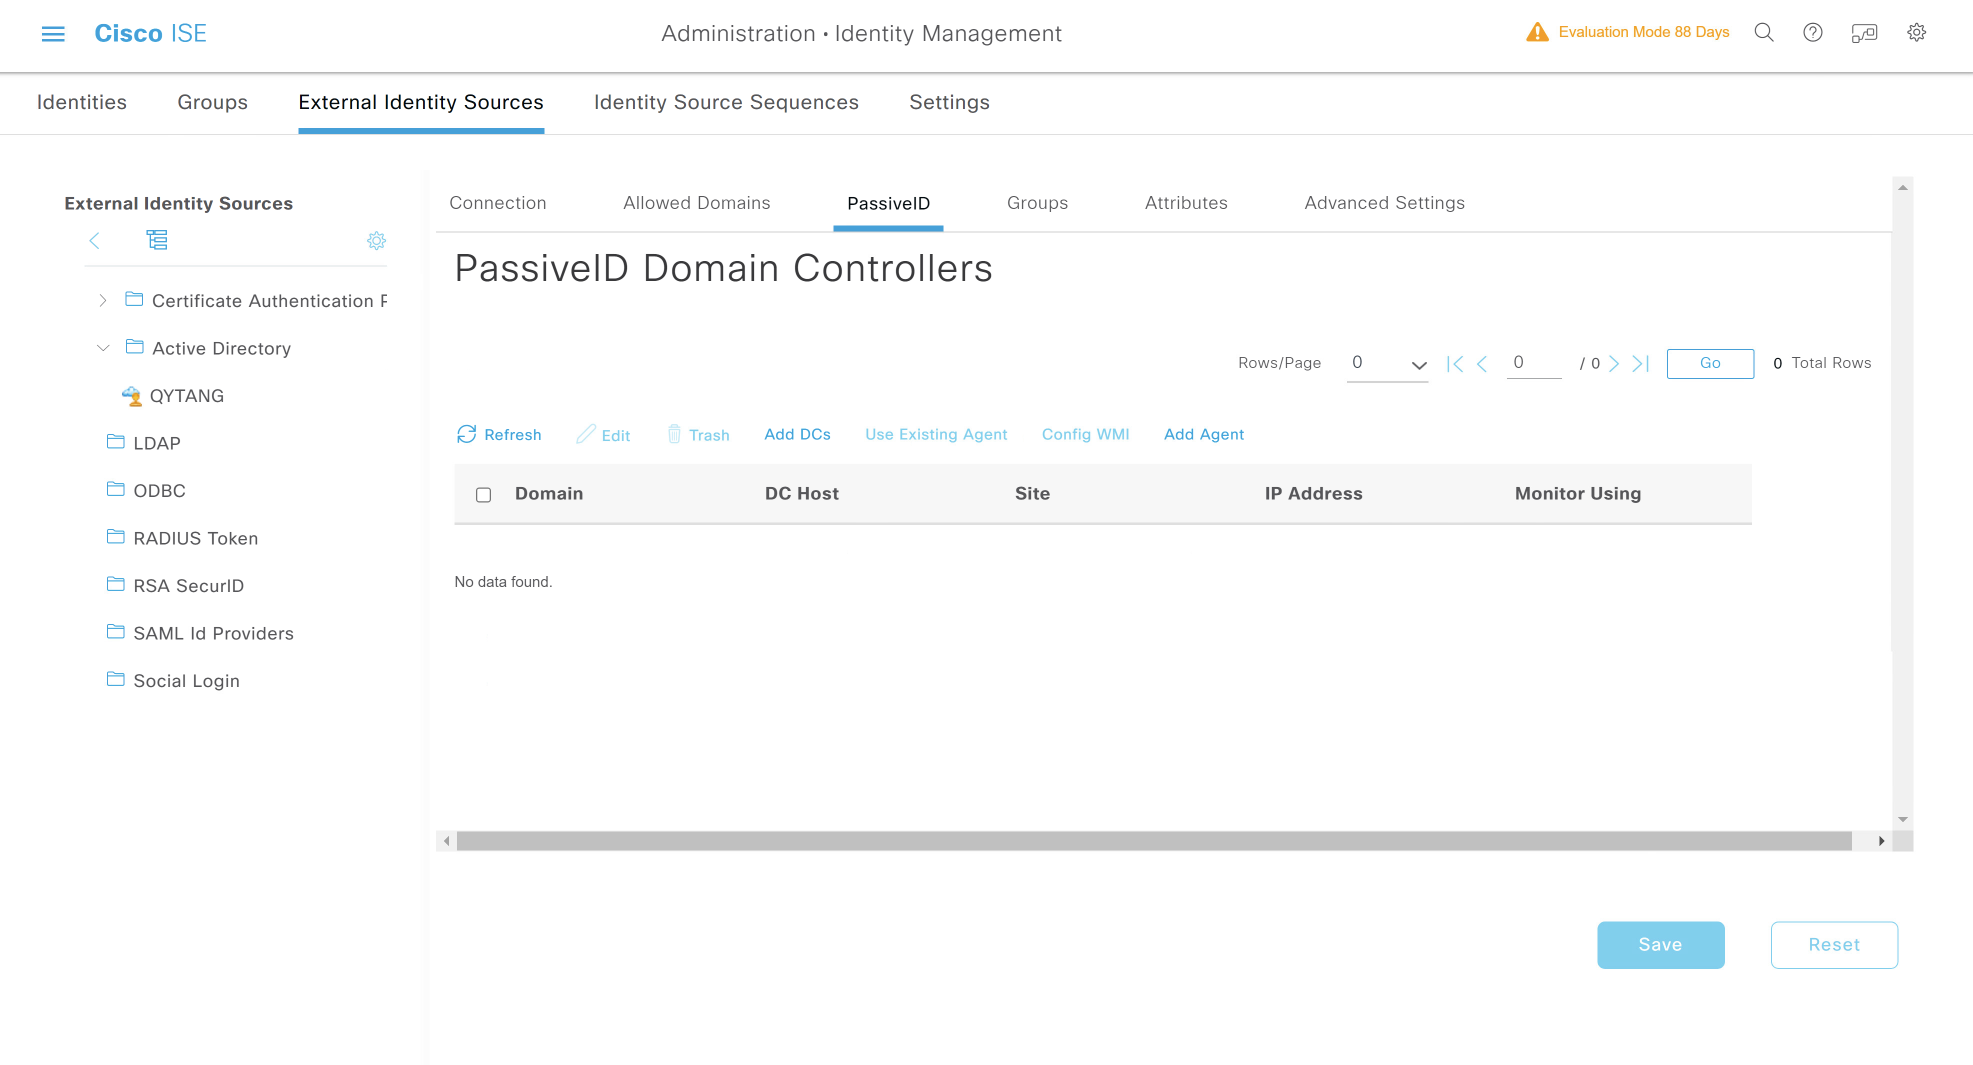 Cisco ISE
Administration • Identity Management
Evaluation Mode 88 Days
Identities
Groups
External Identity Sources
Identity Source Sequences
Settings
External Identity Sources
Certificate Authentication P
Active Directory
QYTANG
LDAP
ODBC
RADIUS Token
RSA SecurID
SAML Id Providers
Social Login
Connection
Allowed Domains
PassiveID
Groups
Attributes
Advanced Settings
PassiveID Domain Controllers
Rows/Page 0 0 / 0 Go 0 Total Rows
Refresh Edit Trash Add DCs Use Existing Agent Config WMI Add Agent
Domain DC Host Site IP Address Monitor Using
No data found.
Save
Reset